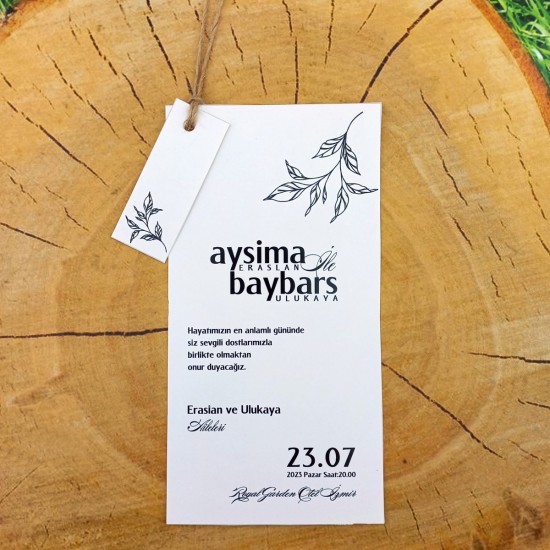 aysima
ERASLAN İle
baybars
ULUKAYA
Hayatımızın en anlamlı gününde
siz sevgili dostlarımızla
birlikte olmaktan
onur duyacağız.
Eraslan ve Ulukaya
Aileleri
23.07
2023 Pazar Saat:20.00
Royal Garden Otel İzmir